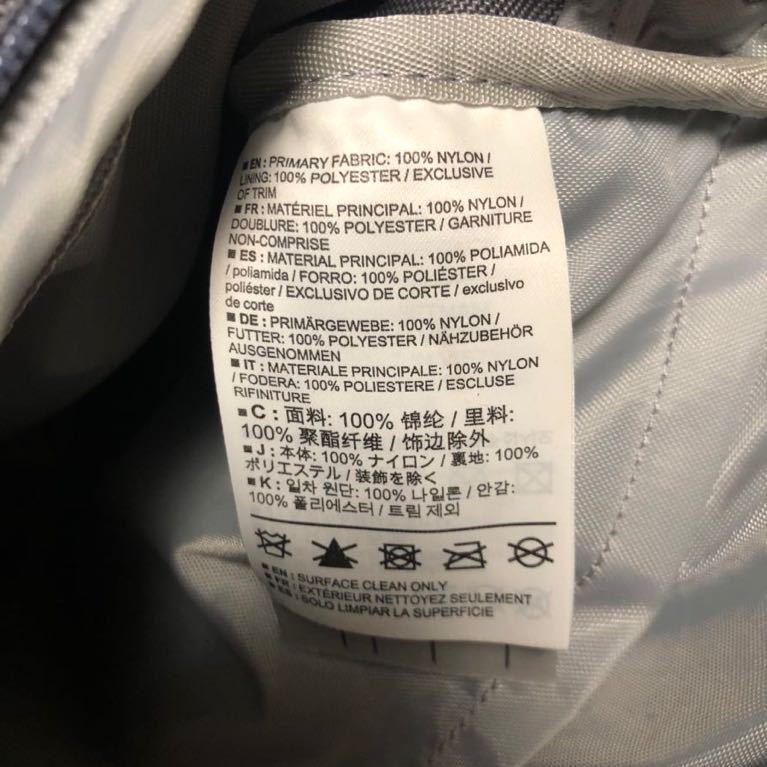 ■ EN : PRIMARY FABRIC: 100% NYLON /
LINING: 100% POLYESTER / EXCLUSIVE
OF TRIM
■ FR : MATÉRIEL PRINCIPAL: 100% NYLON /
DOUBLURE: 100% POLYESTER / GARNITURE
NON-COMPRISE
■ ES : MATERIAL PRINCIPAL: 100% POLIAMIDA
/ poliamida / FORRO: 100% POLIÉSTER /
poliéster / EXCLUSIVO DE CORTE / exclusivo
de corte
■ DE : PRIMÄRGEWEBE: 100% NYLON /
FUTTER: 100% POLYESTER / NÄHZUBEHÖR
AUSGENOMMEN
■ IT : MATERIALE PRINCIPALE: 100% NYLON
/ FODERA: 100% POLIESTERE / ESCLUSE
RIFINITURE
■ C : 面料: 100% 锦纶 / 里料:
100% 聚酯纤维 / 饰边除外
■ J : 本体: 100% ナイロン / 裏地: 100%
ポリエステル / 装飾を除く
■ K : 일차 원단: 100% 나일론 / 안감:
100% 폴리에스터 / 트림 제외
■ EN : SURFACE CLEAN ONLY
■ FR : EXTÉRIEUR NETTOYEZ SEULEMENT
■ ES : SOLO LIMPIAR LA SUPERFICIE